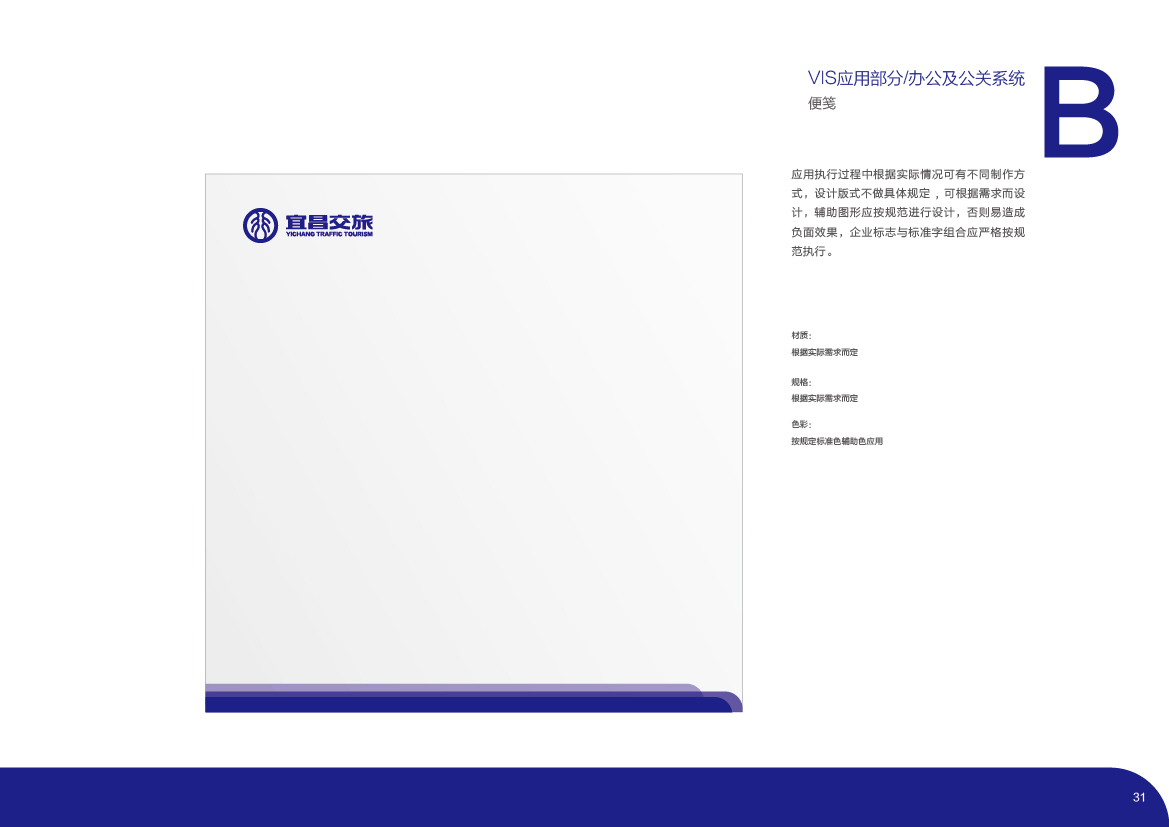 VIS应用部分/办公及公关系统
便笺
B
应用执行过程中根据实际情况可有不同制作方
式，设计版式不做具体规定，可根据需求而设
计，辅助图形应按规范进行设计，否则易造成
负面效果，企业标志与标准字组合应严格按规
范执行。
宜昌交旅
YICHANG TRAFFIC TOURISM
材质：
根据实际需求而定
规格：
根据实际需求而定
色彩：
按规定标准色辅助色应用
31